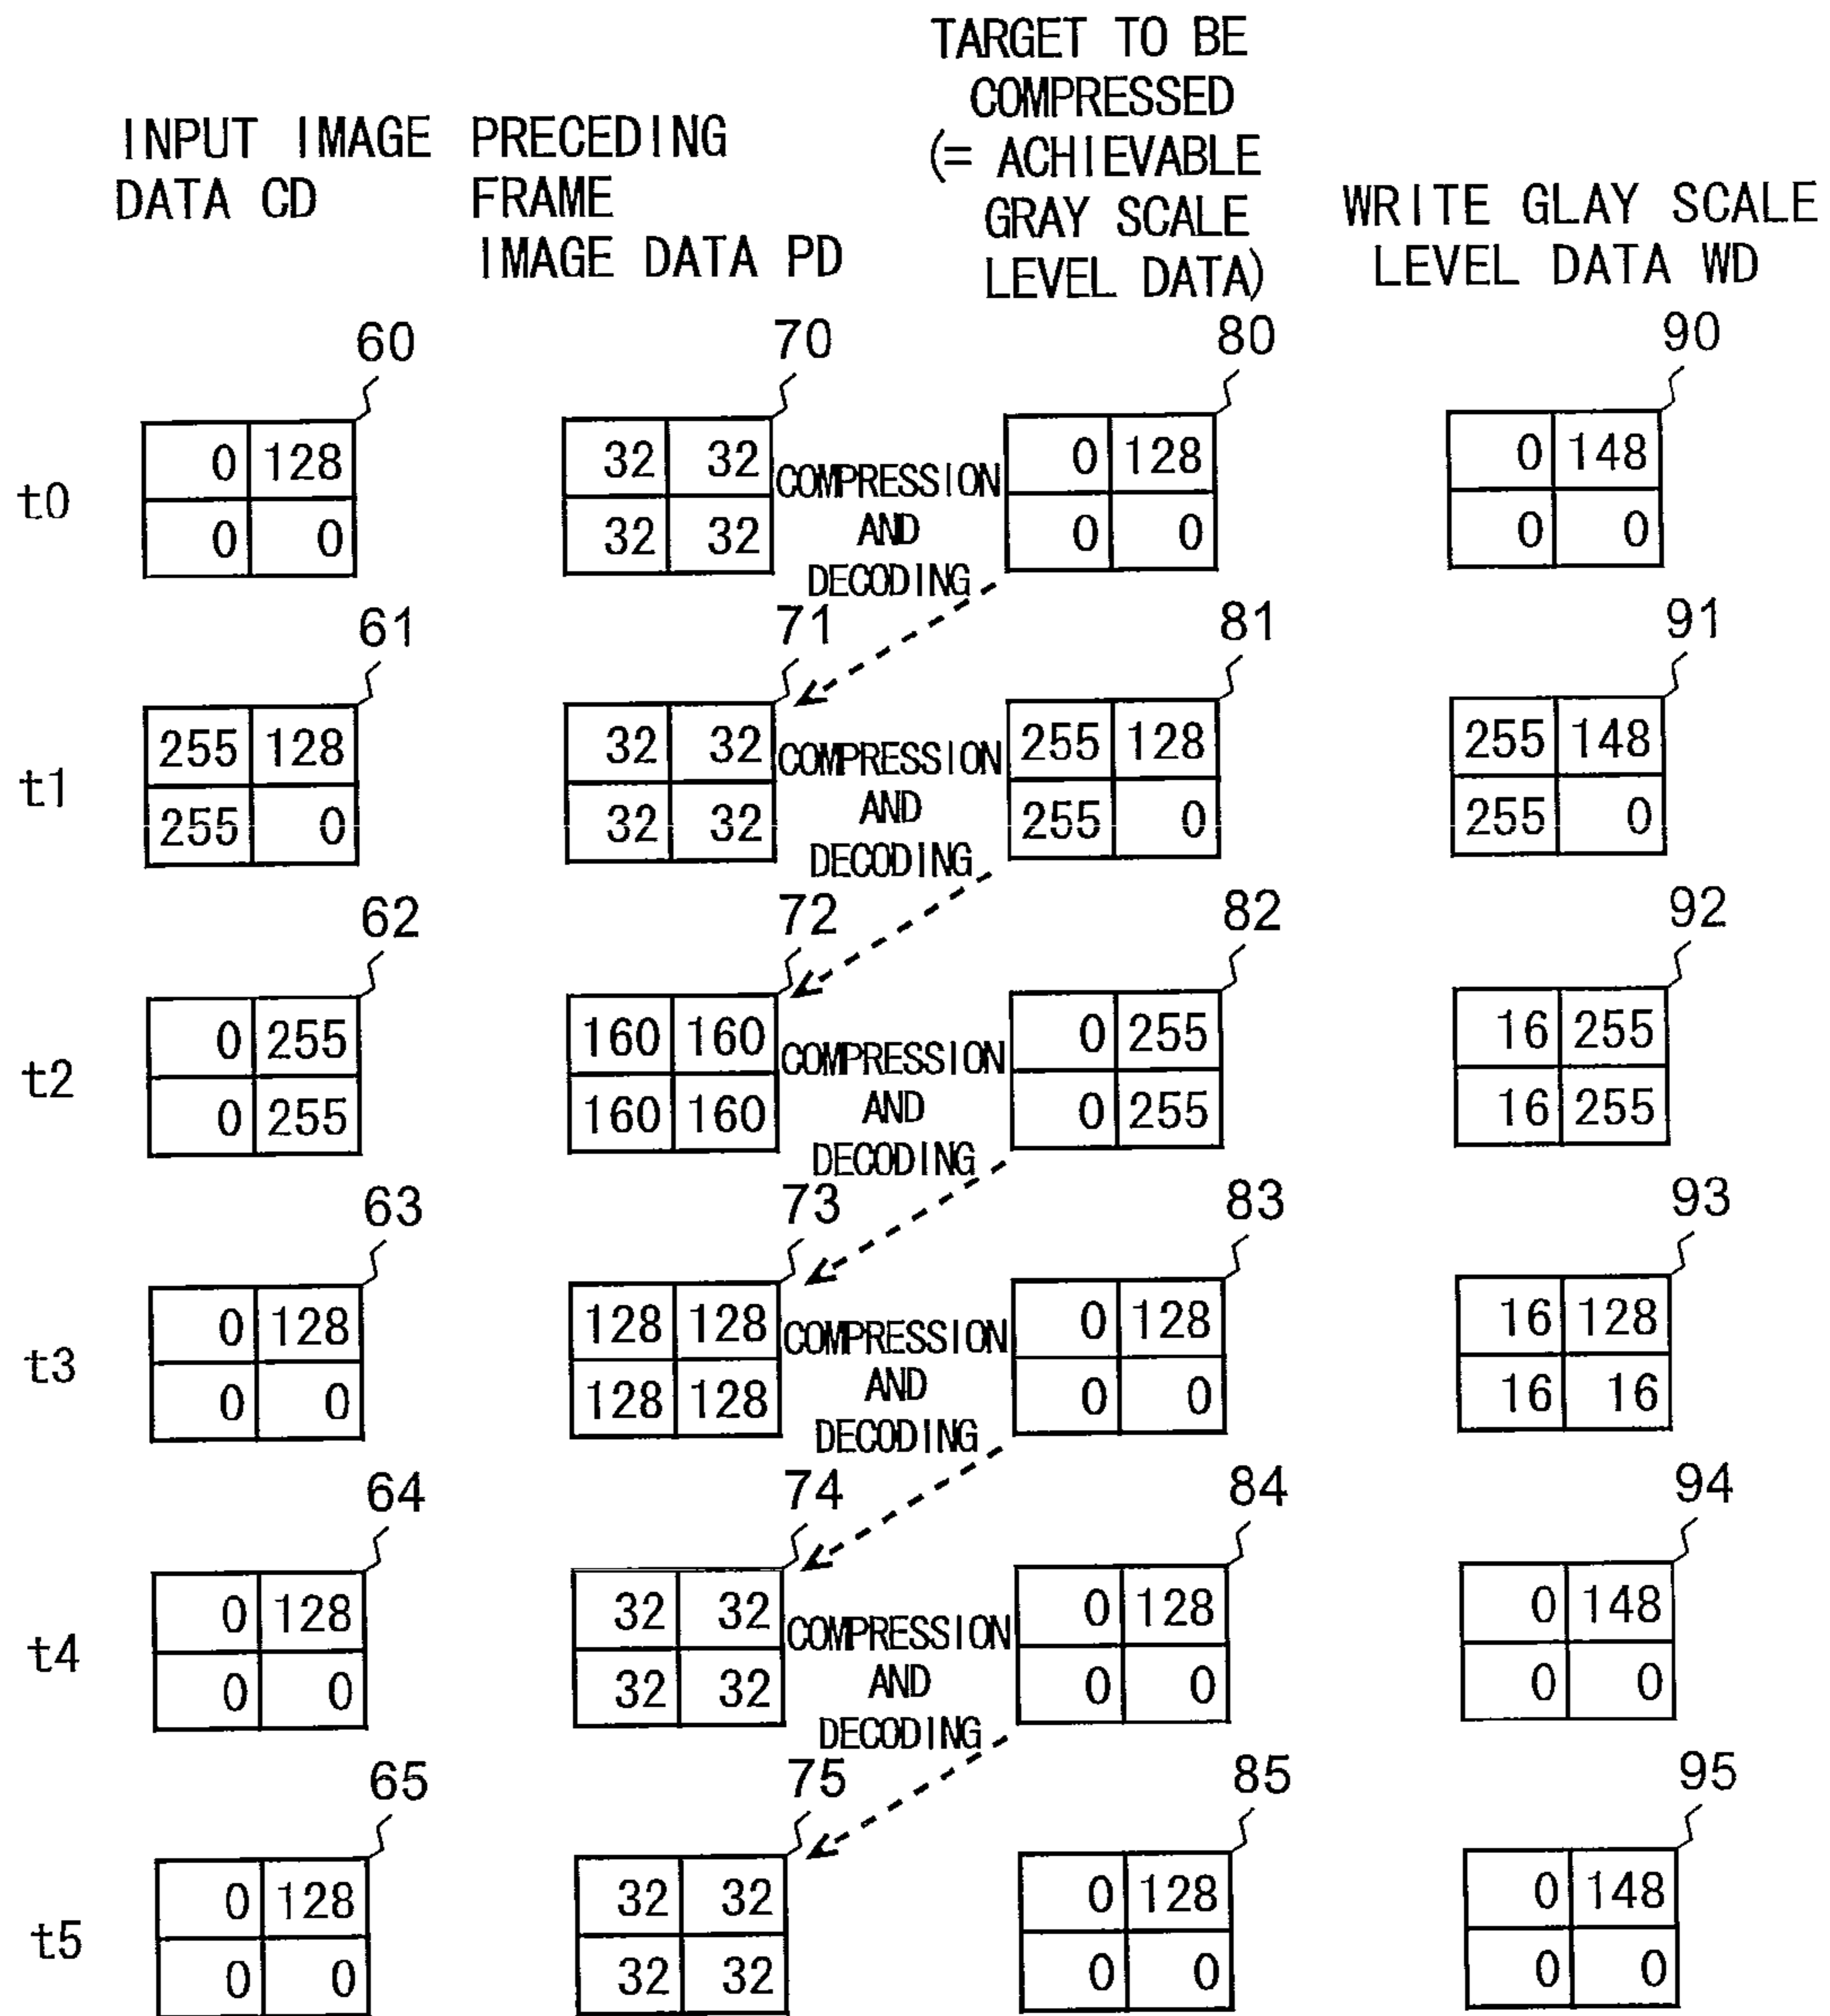 INPUT IMAGE
DATA CD
PRECEDING
FRAME
IMAGE DATA PD
TARGET TO BE
COMPRESSED
(= ACHIEVABLE
GRAY SCALE
LEVEL DATA)
WRITE GLAY SCALE
LEVEL DATA WD
60 70 80 90
t0
0 128 32 32 0 128 0 148
0 0 32 32 0 0 0 0
COMPRESSION
AND
DECODING
61 71 81 91
t1
255 128 32 32 255 128 255 148
255 0 32 32 255 0 255 0
COMPRESSION
AND
DECODING
62 72 82 92
t2
0 255 160 160 0 255 16 255
0 255 160 160 0 255 16 255
COMPRESSION
AND
DECODING
63 73 83 93
t3
0 128 128 128 0 128 16 128
0 0 128 128 0 0 16 16
COMPRESSION
AND
DECODING
64 74 84 94
t4
0 128 32 32 0 128 0 148
0 0 32 32 0 0 0 0
COMPRESSION
AND
DECODING
65 75 85 95
t5
0 128 32 32 0 128 0 148
0 0 32 32 0 0 0 0